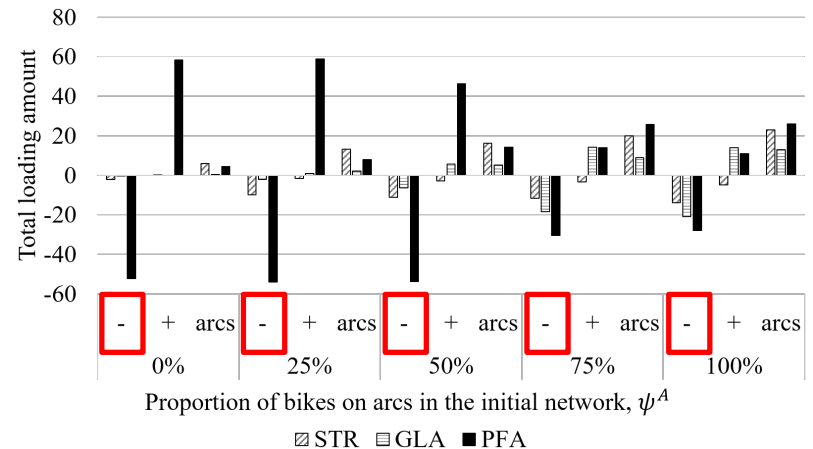 80
60
40
20
0
-20
-40
-60
Total loading amount
- + arcs - + arcs - + arcs - + arcs - + arcs
0% 25% 50% 75% 100%
Proportion of bikes on arcs in the initial network, ψ^A
STR GLA PFA